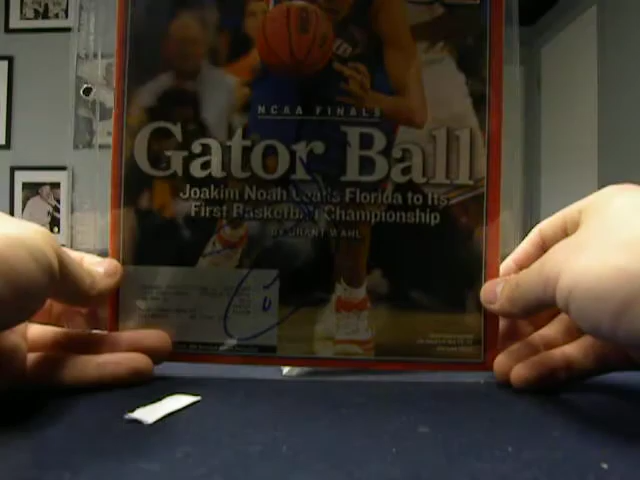 NCAA FINALS
Gator Ball
Joakim Noah Leads Florida to Its
First Basketball Championship
BY GRANT WAHL